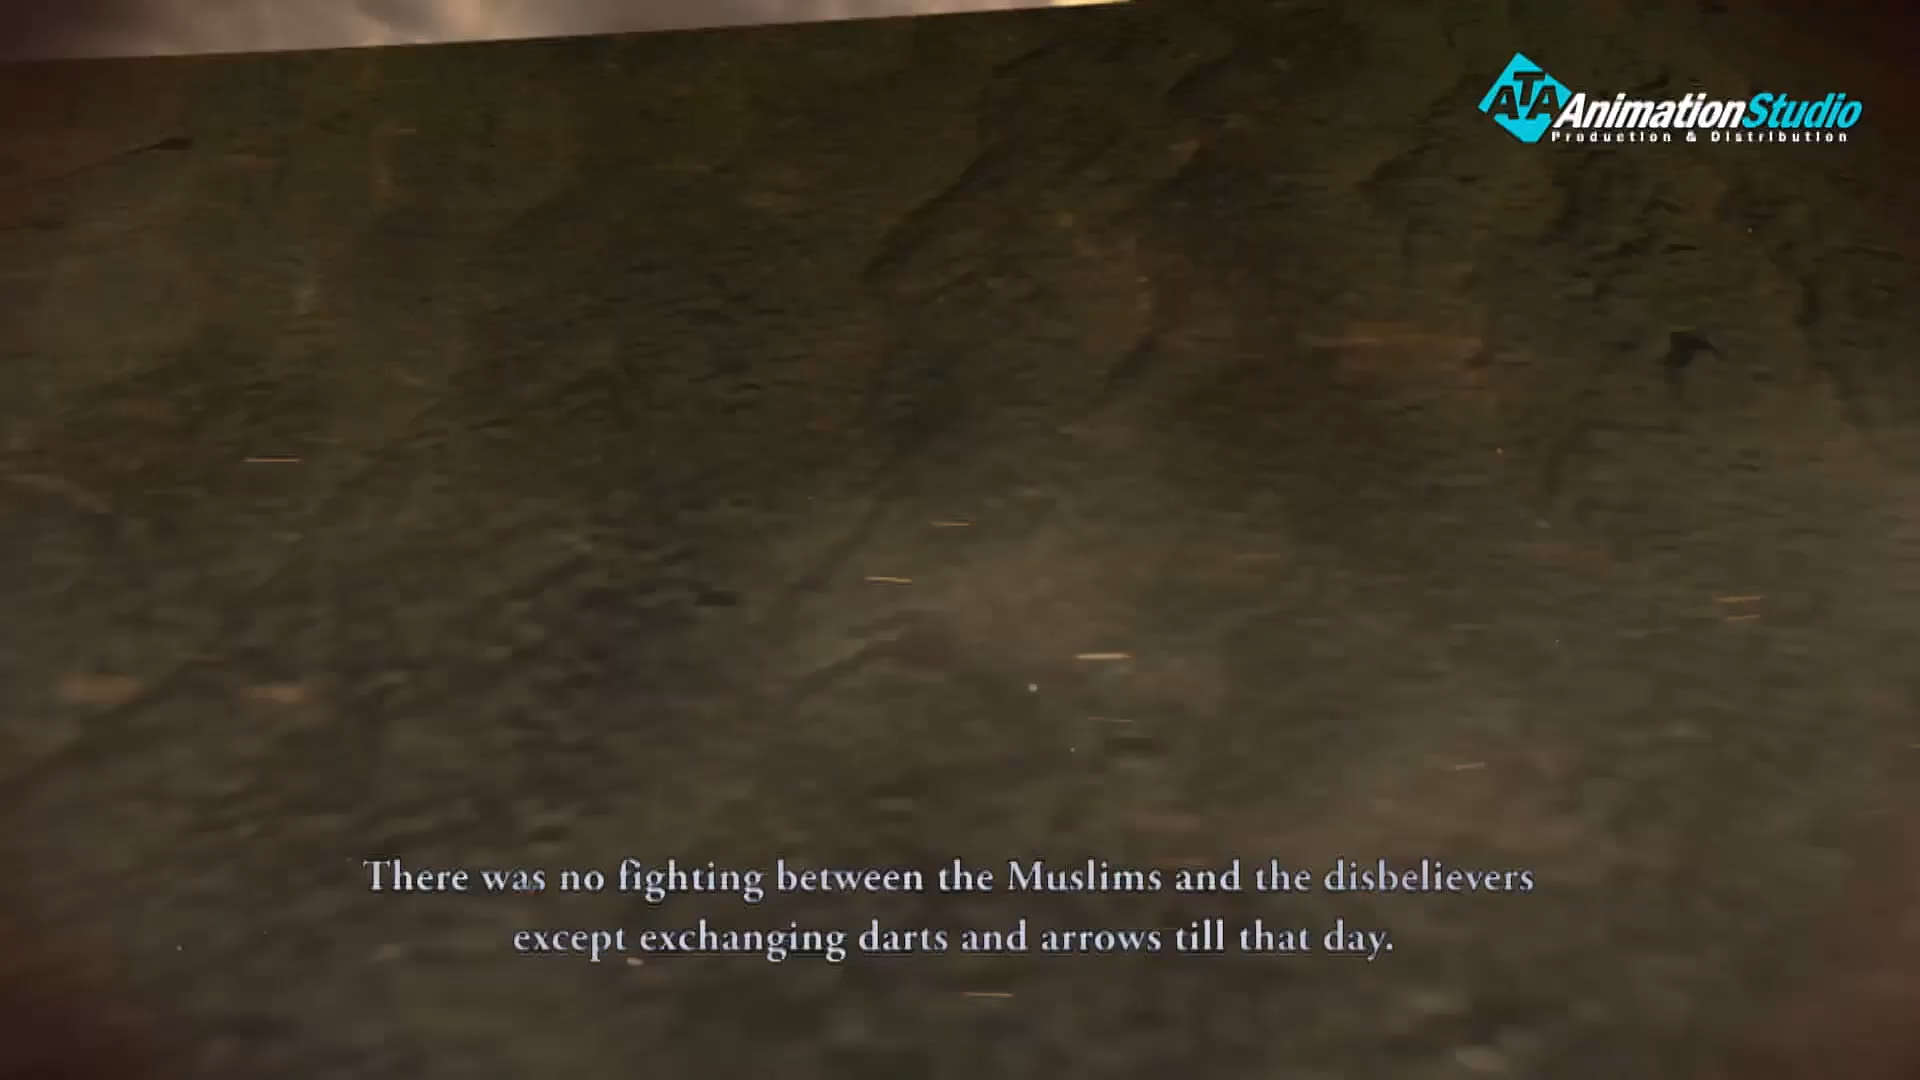 ATA AnimationStudio
Production & Distribution
There was no fighting between the Muslims and the disbelievers
except exchanging darts and arrows till that day.